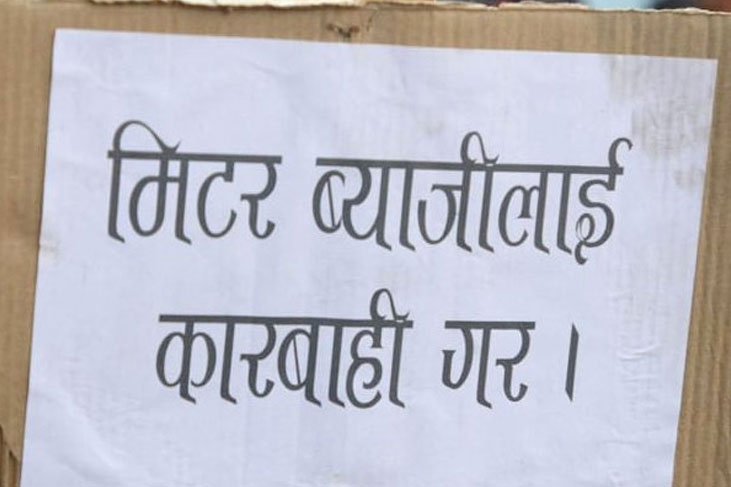 मिटर ब्याजीलाई
कारबाही गर ।